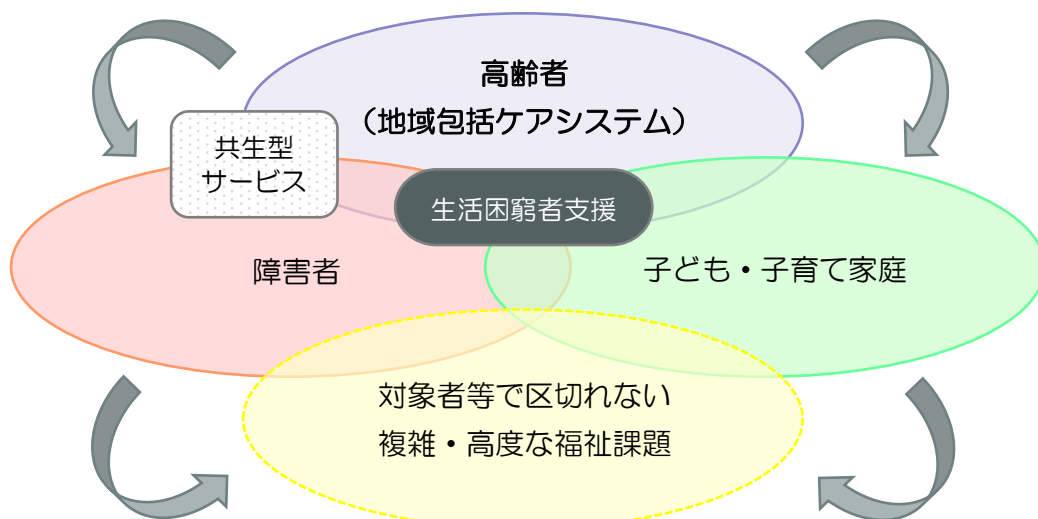 高齢者
（地域包括ケアシステム）
共生型
サービス
生活困窮者支援
障害者
子ども・子育て家庭
対象者等で区切れない
複雑・高度な福祉課題